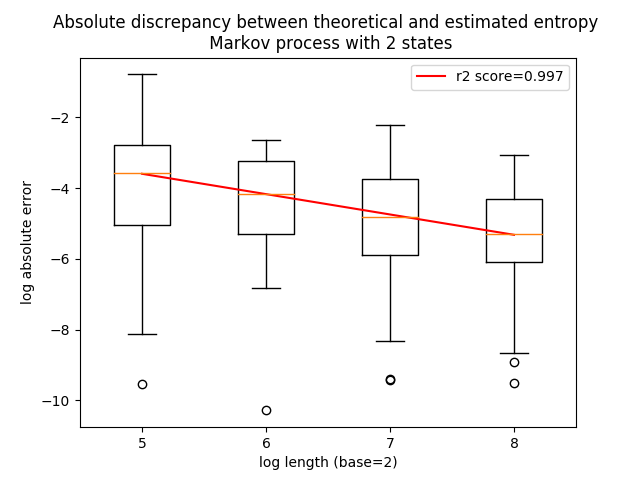 Absolute discrepancy between theoretical and estimated entropy
Markov process with 2 states
r2 score=0.997
−2
−4
−6
−8
−10
log absolute error
5 6 7 8
log length (base=2)